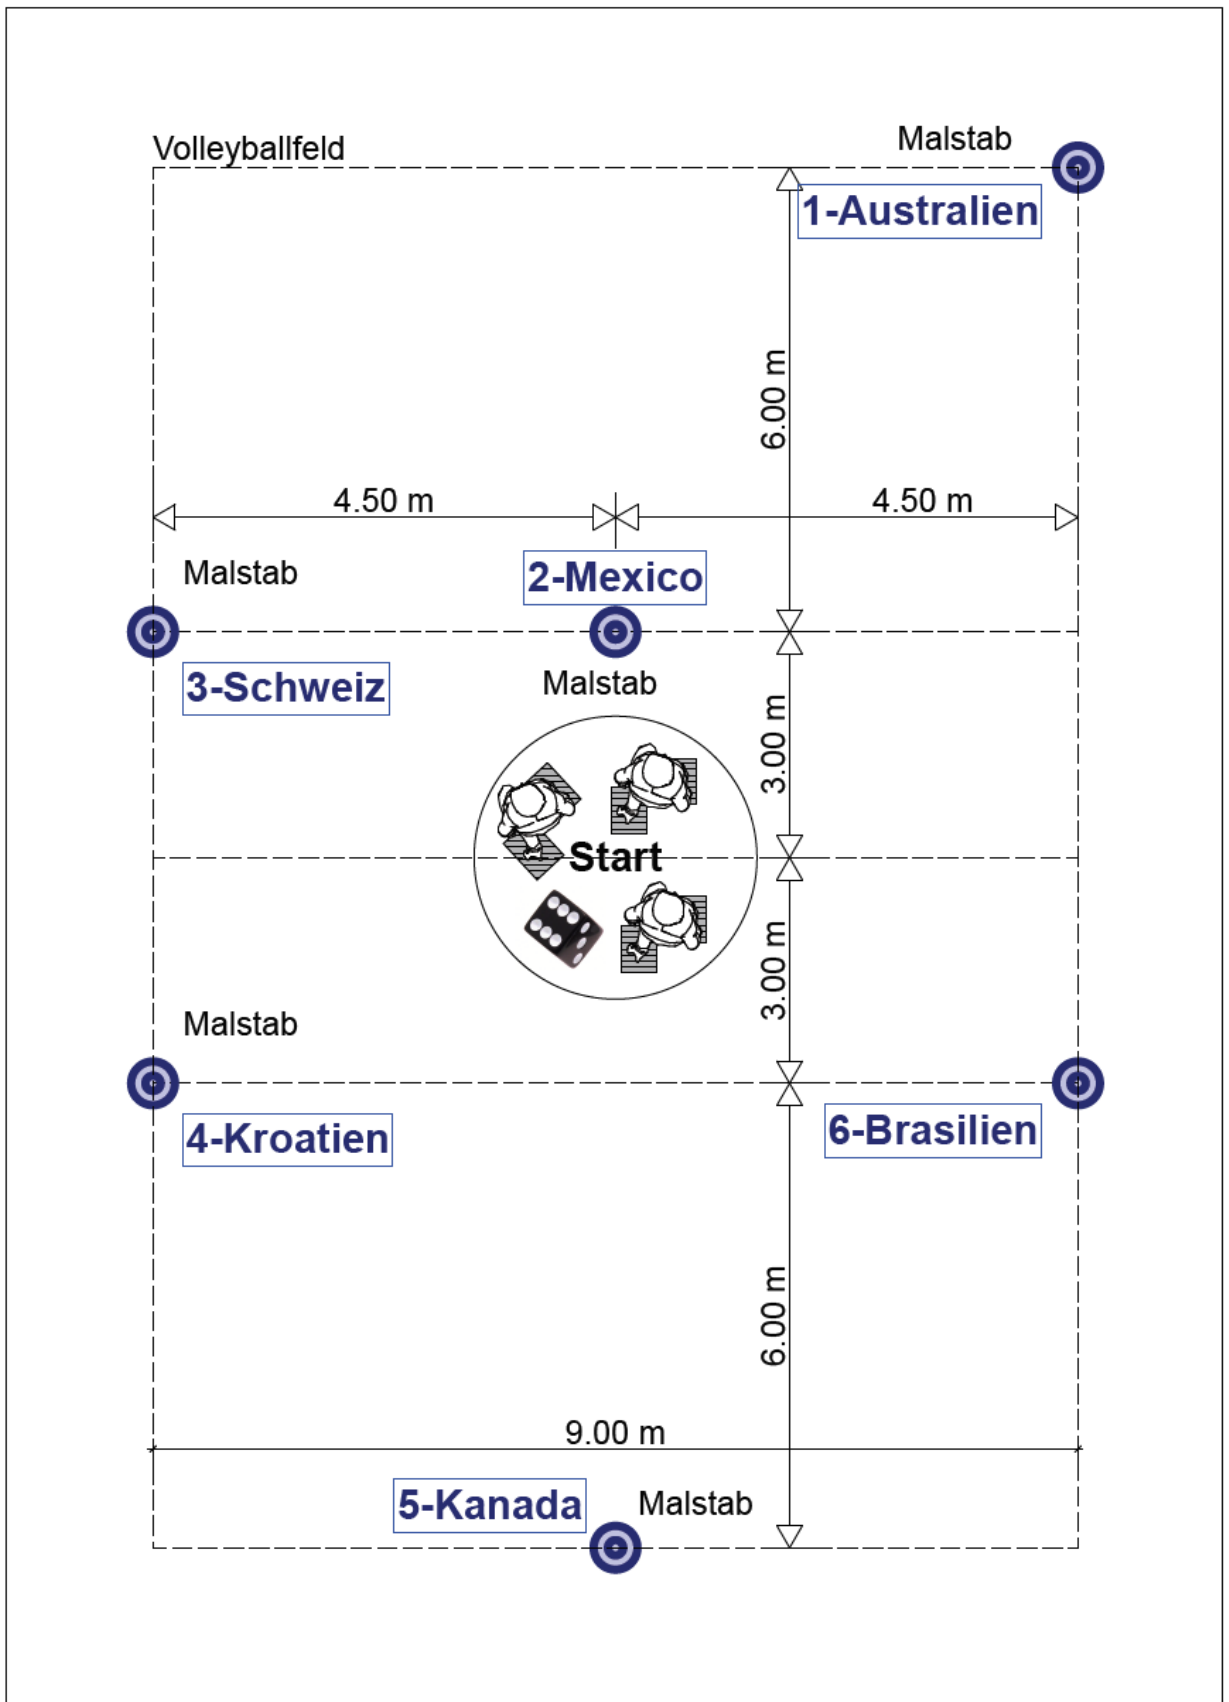 Volleyballfeld
Malstab
1-Australien
6.00 m
4.50 m
4.50 m
Malstab
2-Mexico
3-Schweiz
Malstab
3.00 m
Start
3.00 m
Malstab
4-Kroatien
6-Brasilien
6.00 m
9.00 m
5-Kanada
Malstab